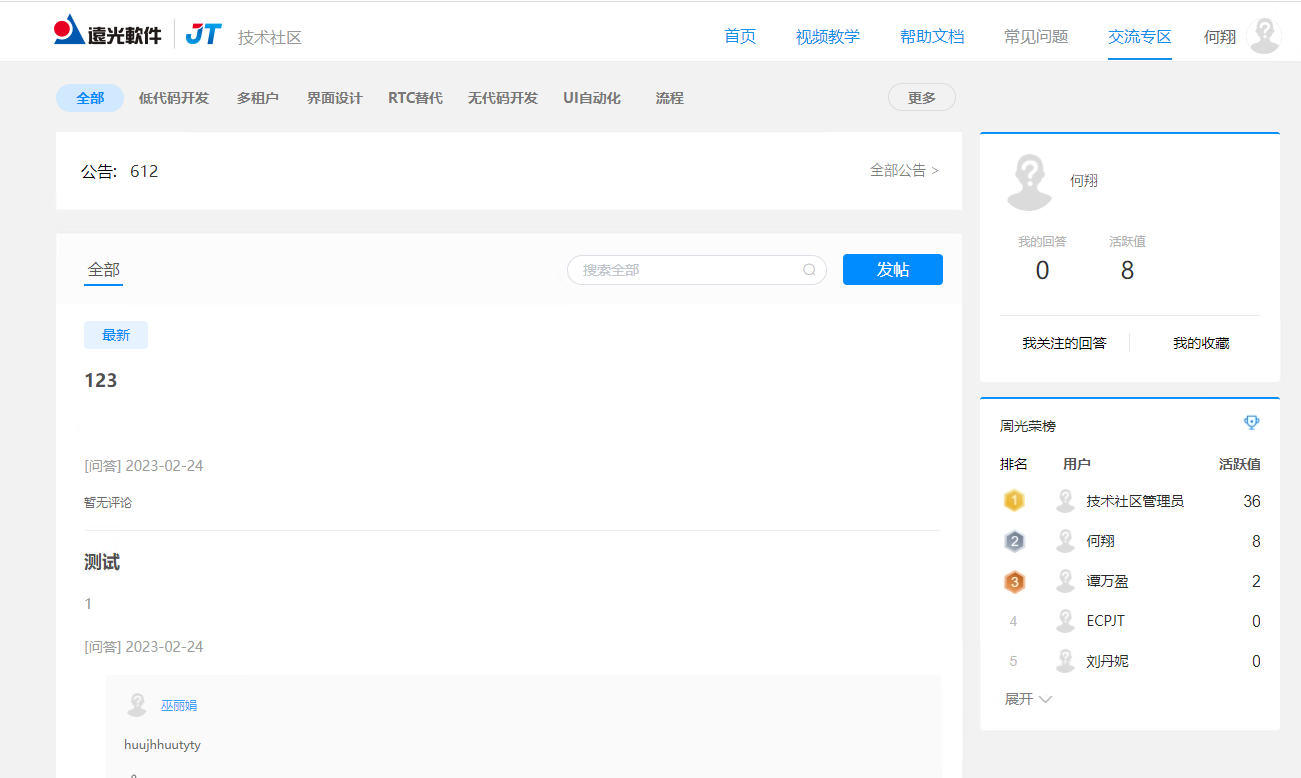 遠光軟件 JT 技术社区 首页 视频教学 帮助文档 常见问题 交流专区 何翔
全部 低代码开发 多租户 界面设计 RTC替代 无代码开发 UI自动化 流程 更多
公告: 612 全部公告 >
全部 搜索全部 发帖
最新
123
[问答] 2023-02-24
暂无评论
测试
1
[问答] 2023-02-24
巫丽娟
huujhhuutyty
何翔
我的回答 活跃值
0 8
我关注的回答 我的收藏
周光荣榜
排名 用户 活跃值
1 技术社区管理员 36
2 何翔 8
3 谭万盈 2
4 ECPJT 0
5 刘丹妮 0
展开